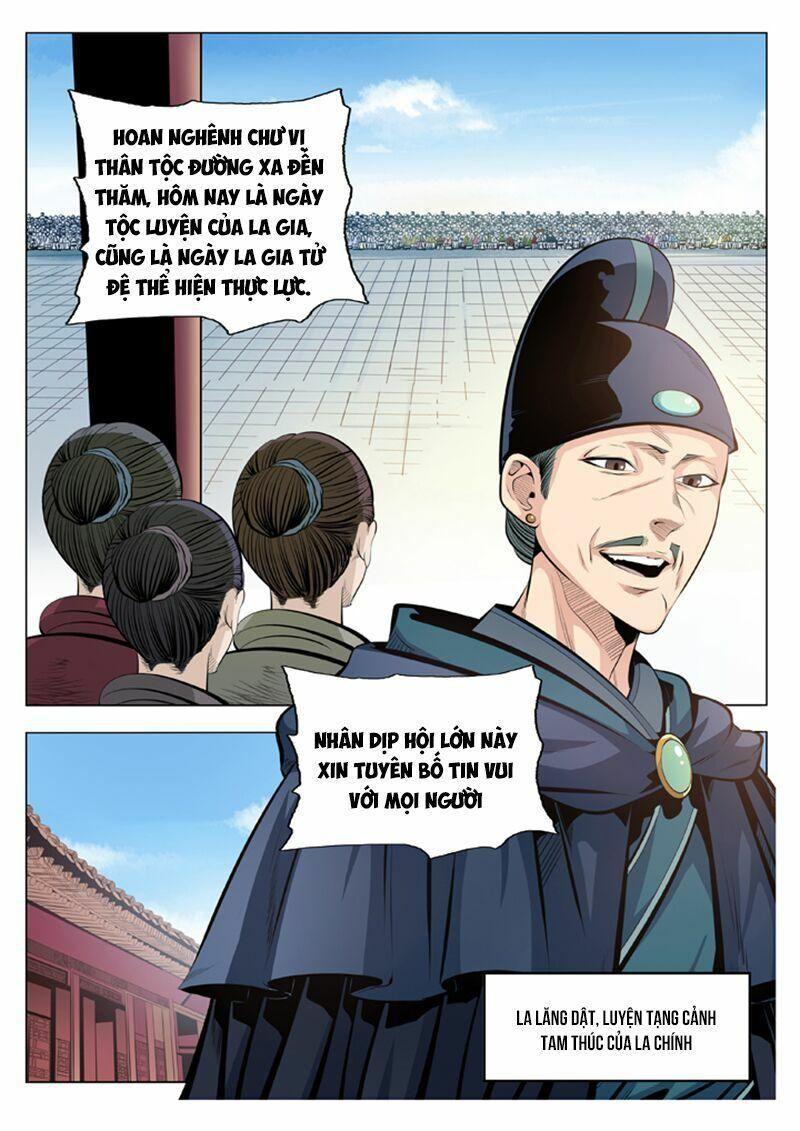 HOAN NGHÊNH CHƯ VỊ
THÂN TỘC ĐƯỜNG XA ĐẾN
THĂM, HÔM NAY LÀ NGÀY
TỘC LUYỆN CỦA LA GIA,
CŨNG LÀ NGÀY LA GIA TỬ
ĐỆ THỂ HIỆN THỰC LỰC.
NHÂN DỊP HỘI LỚN NÀY
XIN TUYÊN BỐ TIN VUI
VỚI MỌI NGƯỜI
LA LĂNG DẬT, LUYỆN TẠNG CẢNH
TAM THÚC CỦA LA CHÍNH